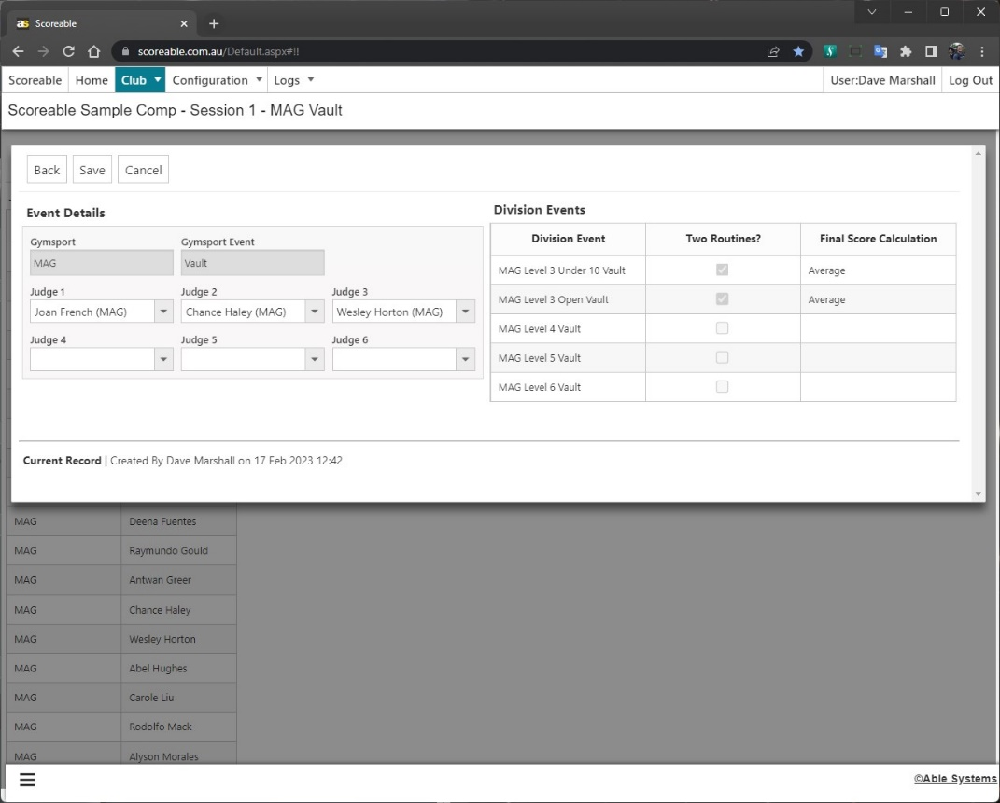 Scoreable
scoreable.com.au/Default.aspx#!!
Scoreable Home Club Configuration Logs User:Dave Marshall Log Out
Scoreable Sample Comp - Session 1 - MAG Vault
Back Save Cancel
Event Details
Gymsport Gymsport Event
MAG Vault
Judge 1 Judge 2 Judge 3
Joan French (MAG) Chance Haley (MAG) Wesley Horton (MAG)
Judge 4 Judge 5 Judge 6
Division Events
Division Event Two Routines? Final Score Calculation
MAG Level 3 Under 10 Vault Average
MAG Level 3 Open Vault Average
MAG Level 4 Vault
MAG Level 5 Vault
MAG Level 6 Vault
Current Record | Created By Dave Marshall on 17 Feb 2023 12:42
MAG Deena Fuentes
MAG Raymundo Gould
MAG Antwan Greer
MAG Chance Haley
MAG Wesley Horton
MAG Abel Hughes
MAG Carole Liu
MAG Rodolfo Mack
MAG Alyson Morales
©Able Systems